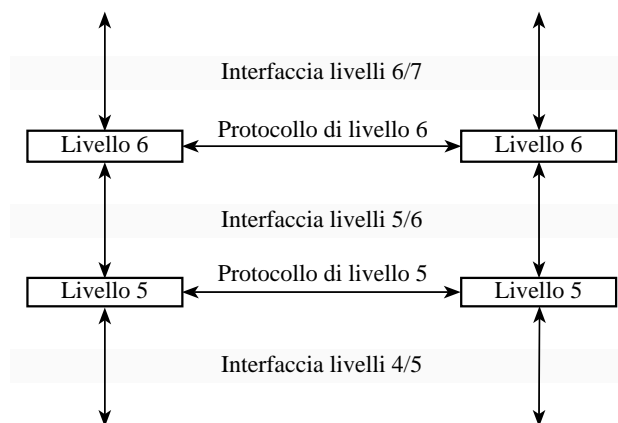 Interfaccia livelli 6/7
Protocollo di livello 6
Livello 6
Livello 6
Interfaccia livelli 5/6
Protocollo di livello 5
Livello 5
Livello 5
Interfaccia livelli 4/5